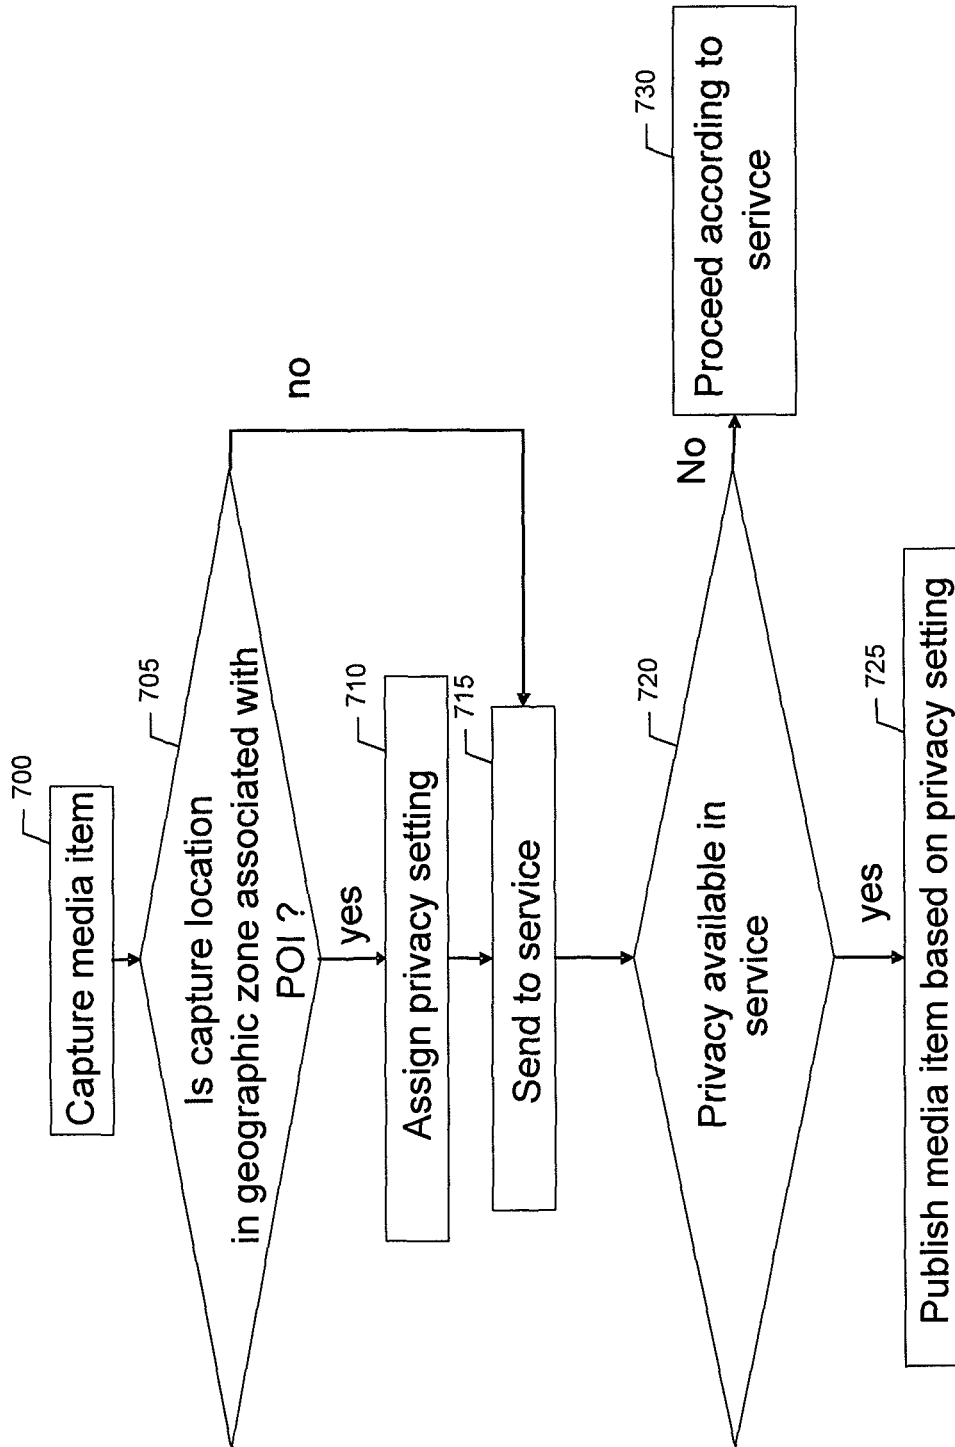 700
Capture media item
705
Is capture location
in geographic zone associated with
POI ?
no
yes
710
Assign privacy setting
715
Send to service
720
Privacy available in
service
No
730
Proceed according to
serivce
yes
725
Publish media item based on privacy setting